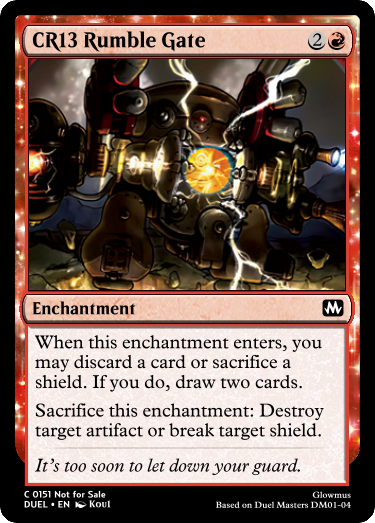 CR13 Rumble Gate
2
Enchantment
M
When this enchantment enters, you
may discard a card or sacrifice a
shield. If you do, draw two cards.
Sacrifice this enchantment: Destroy
target artifact or break target shield.
It's too soon to let down your guard.
C 0151 Not for Sale
Glowmus
DUEL • EN Koul
Based on Duel Masters DM01-04